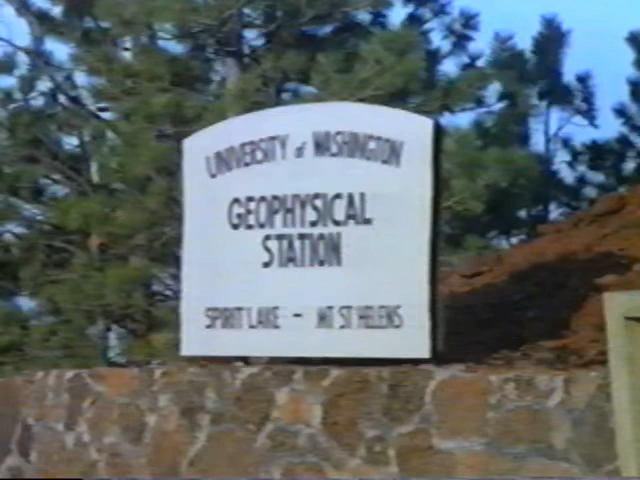 UNIVERSITY of WASHINGTON
GEOPHYSICAL
STATION
SPIRIT LAKE - MT ST HELENS